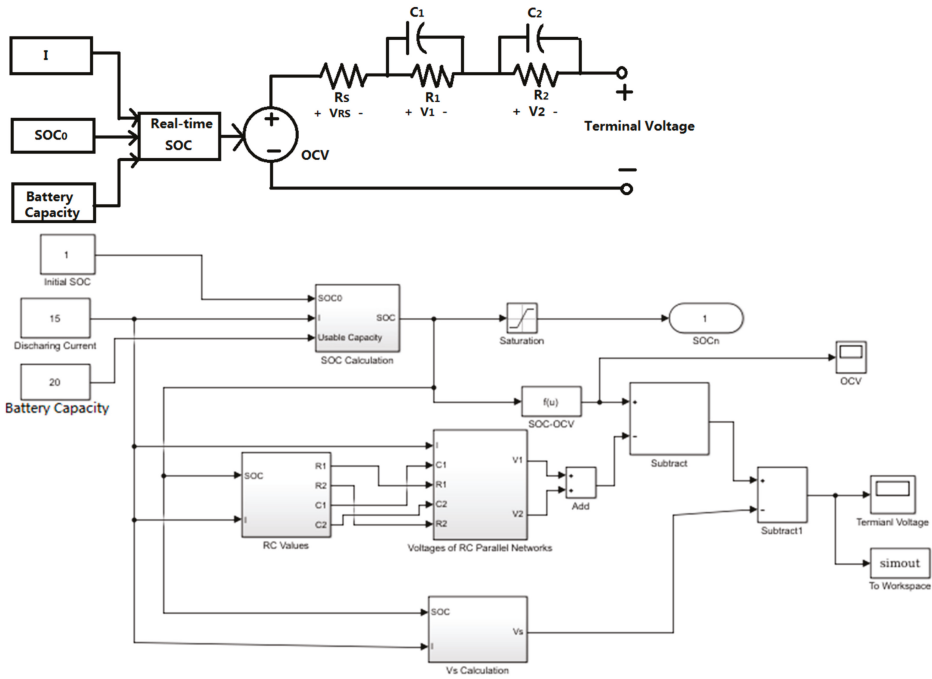 C1
C2
I
RS
R1
R2
+ VRS -
+ V1 -
+ V2 -
+
SOC0
Real-time
SOC
+
-
OCV
Terminal Voltage
-
Battery
Capacity
1
Initial SOC
15
Discharing Current
20
Battery Capacity
SOC0
I
Usable Capacity
SOC
SOC Calculation
Saturation
1
SOCn
OCV
f(u)
SOC-OCV
+
-
Subtract
SOC
I
R1
R2
C1
C2
RC Values
I
C1
R1
C2
R2
V1
V2
Voltages of RC Parallel Networks
+
+
Add
+
-
Subtract1
Termianl Voltage
simout
To Workspace
SOC
I
Vs
Vs Calculation